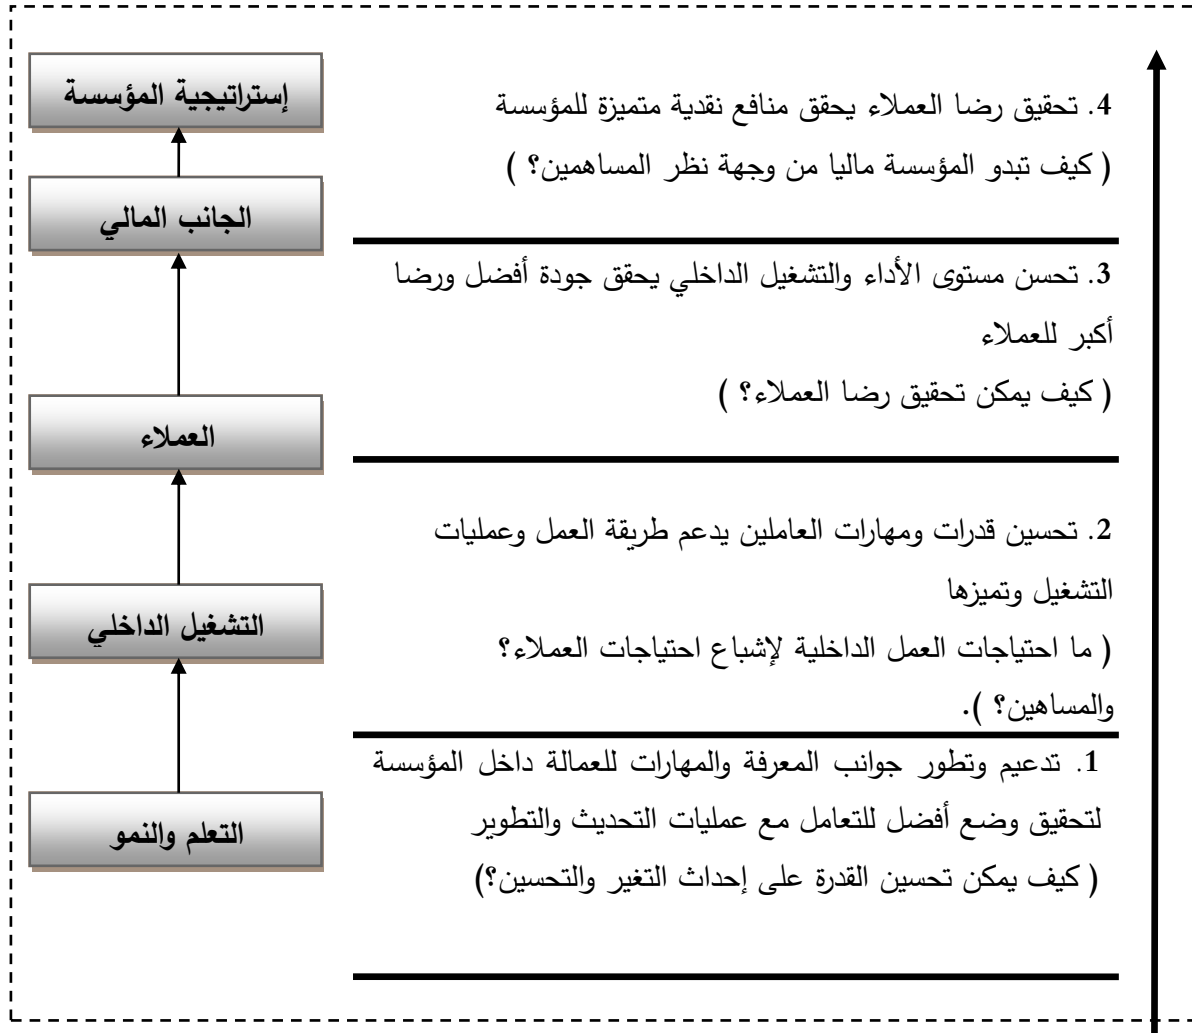 إستراتيجية المؤسسة
4. تحقيق رضا العملاء يحقق منافع نقدية متميزة للمؤسسة
( كيف تبدو المؤسسة ماليا من وجهة نظر المساهمين؟ )
الجانب المالي
3. تحسن مستوى الأداء والتشغيل الداخلي يحقق جودة أفضل ورضا
أكبر للعملاء
( كيف يمكن تحقيق رضا العملاء؟ )
العملاء
2. تحسين قدرات ومهارات العاملين يدعم طريقة العمل وعمليات
التشغيل وتميزها
( ما احتياجات العمل الداخلية لإشباع احتياجات العملاء؟
والمساهين؟ ).
التشغيل الداخلي
1. تدعيم وتطور جوانب المعرفة والمهارات للعمالة داخل المؤسسة
لتحقيق وضع أفضل للتعامل مع عمليات التحديث والتطوير
( كيف يمكن تحسين القدرة على إحداث التغير والتحسين؟)
التعلم والنمو